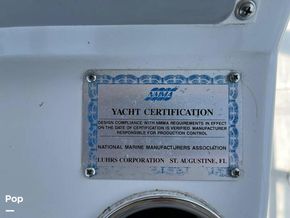 NMMA
YACHT CERTIFICATION
DESIGN COMPLIANCE WITH NMMA REQUIREMENTS IN EFFECT
ON THE DATE OF CERTIFICATION IS VERIFIED. MANUFACTURER
RESPONSIBLE FOR PRODUCTION CONTROL.
NATIONAL MARINE MANUFACTURERS ASSOCIATION
LUHRS CORPORATION ST. AUGUSTINE, FL
Pop